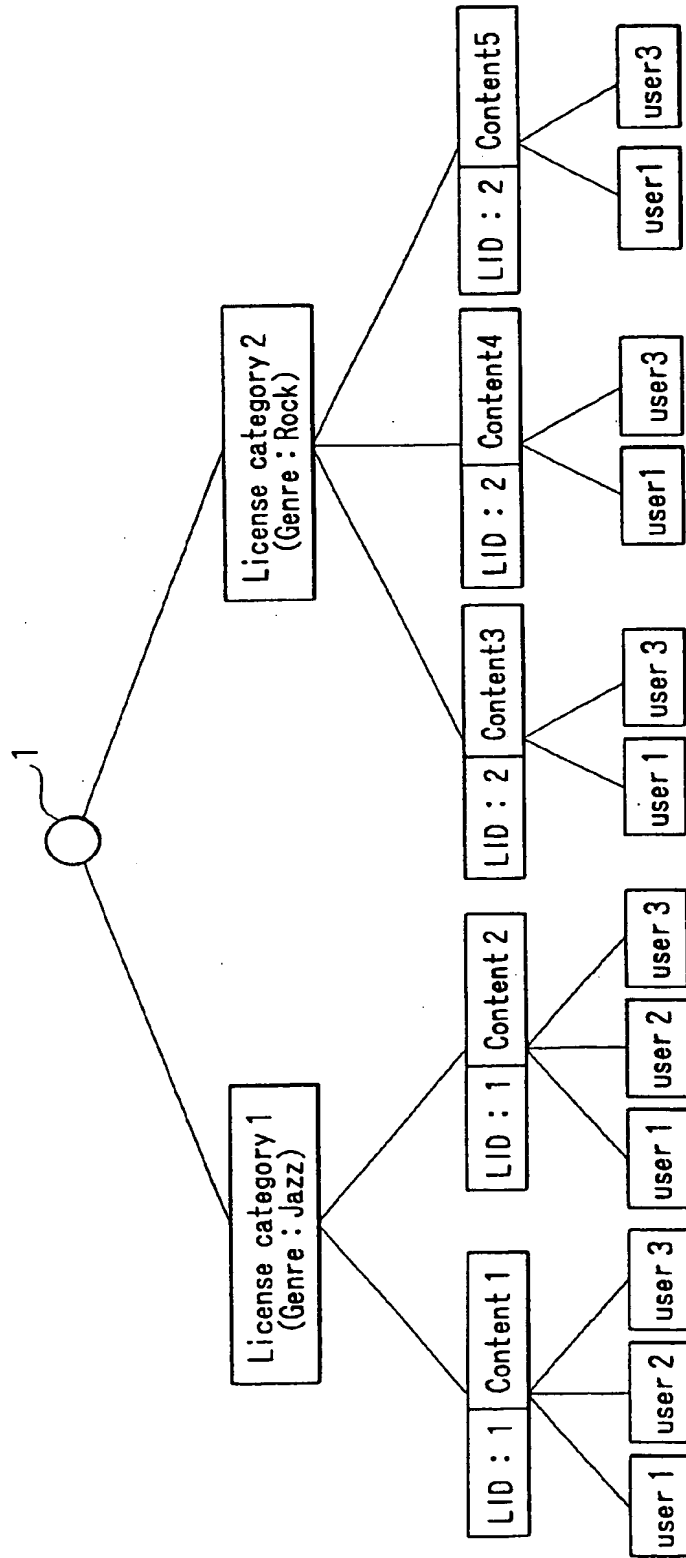 1
License category 1
(Genre : Jazz)
License category 2
(Genre : Rock)
LID : 1 Content 1
LID : 1 Content 2
LID : 2 Content3
LID : 2 Content4
LID : 2 Content5
user 1 user 2 user 3
user 1 user 2 user 3
user1 user 3
user1 user3
user1 user3